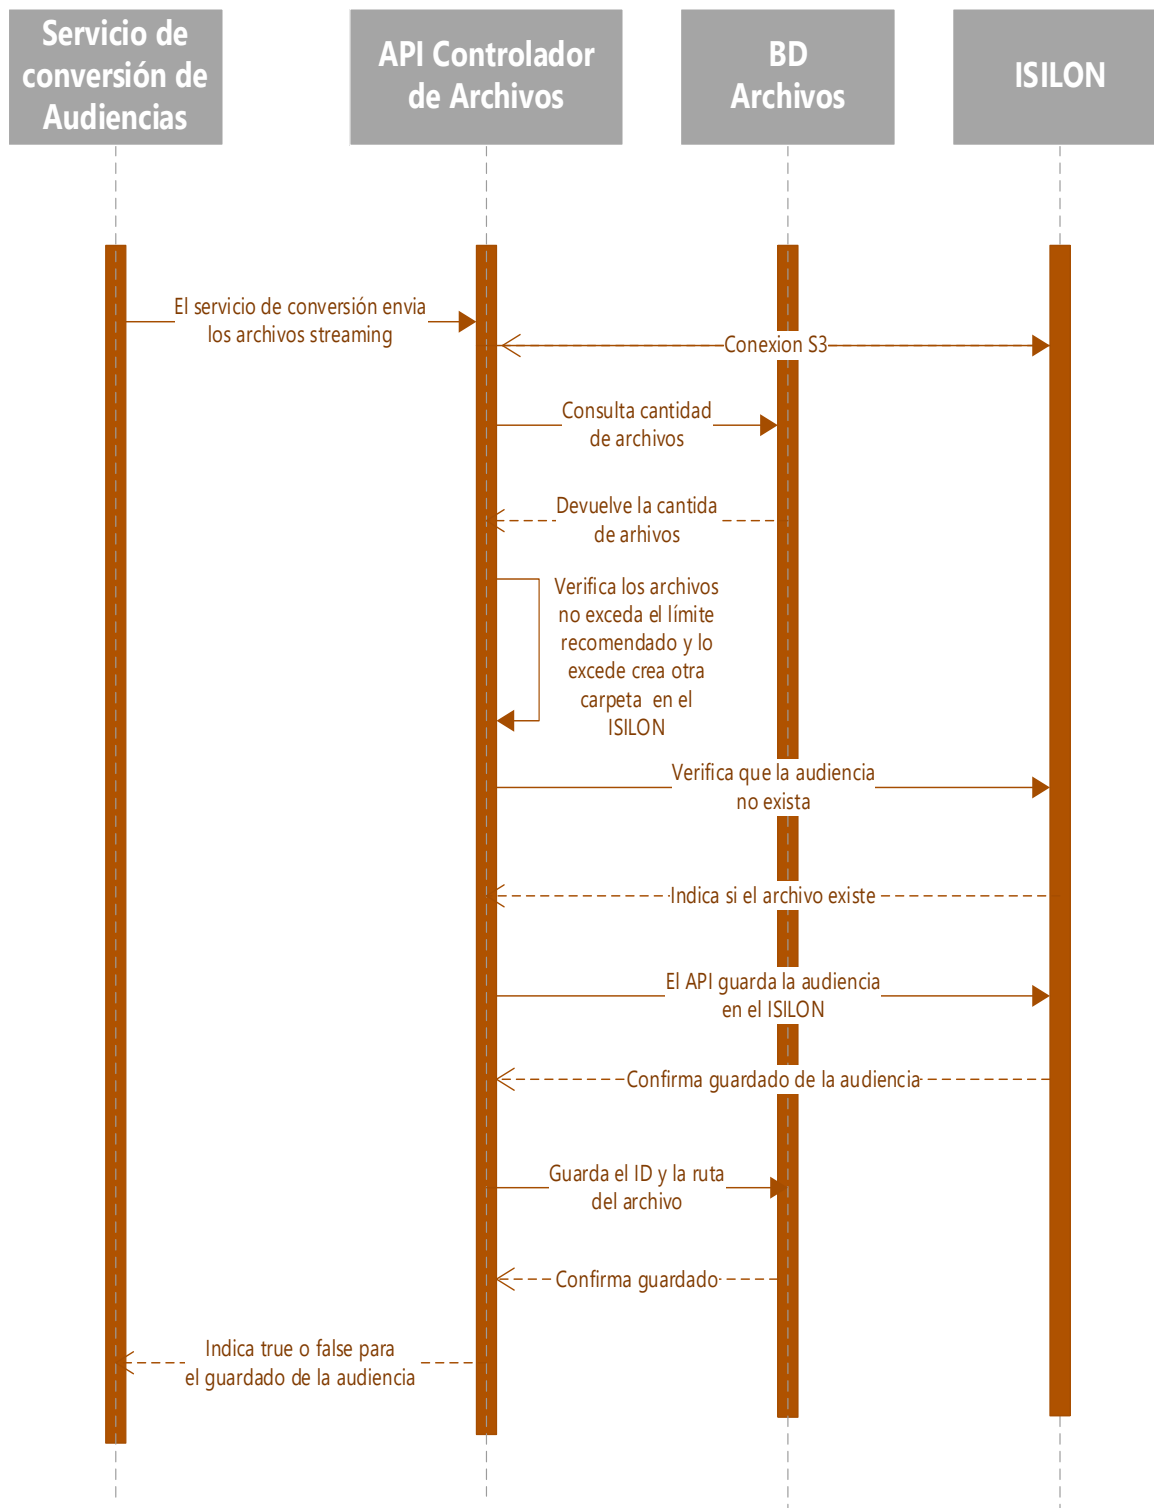 Servicio de
conversión de
Audiencias
API Controlador
de Archivos
BD
Archivos
ISILON
El servicio de conversión envia
los archivos streaming
Conexion S3
Consulta cantidad
de archivos
Devuelve la cantida
de arhivos
Verifica los archivos
no exceda el límite
recomendado y lo
excede crea otra
carpeta en el
ISILON
Verifica que la audiencia
no exista
Indica si el archivo existe
El API guarda la audiencia
en el ISILON
Confirma guardado de la audiencia
Guarda el ID y la ruta
del archivo
Confirma guardado
Indica true o false para
el guardado de la audiencia